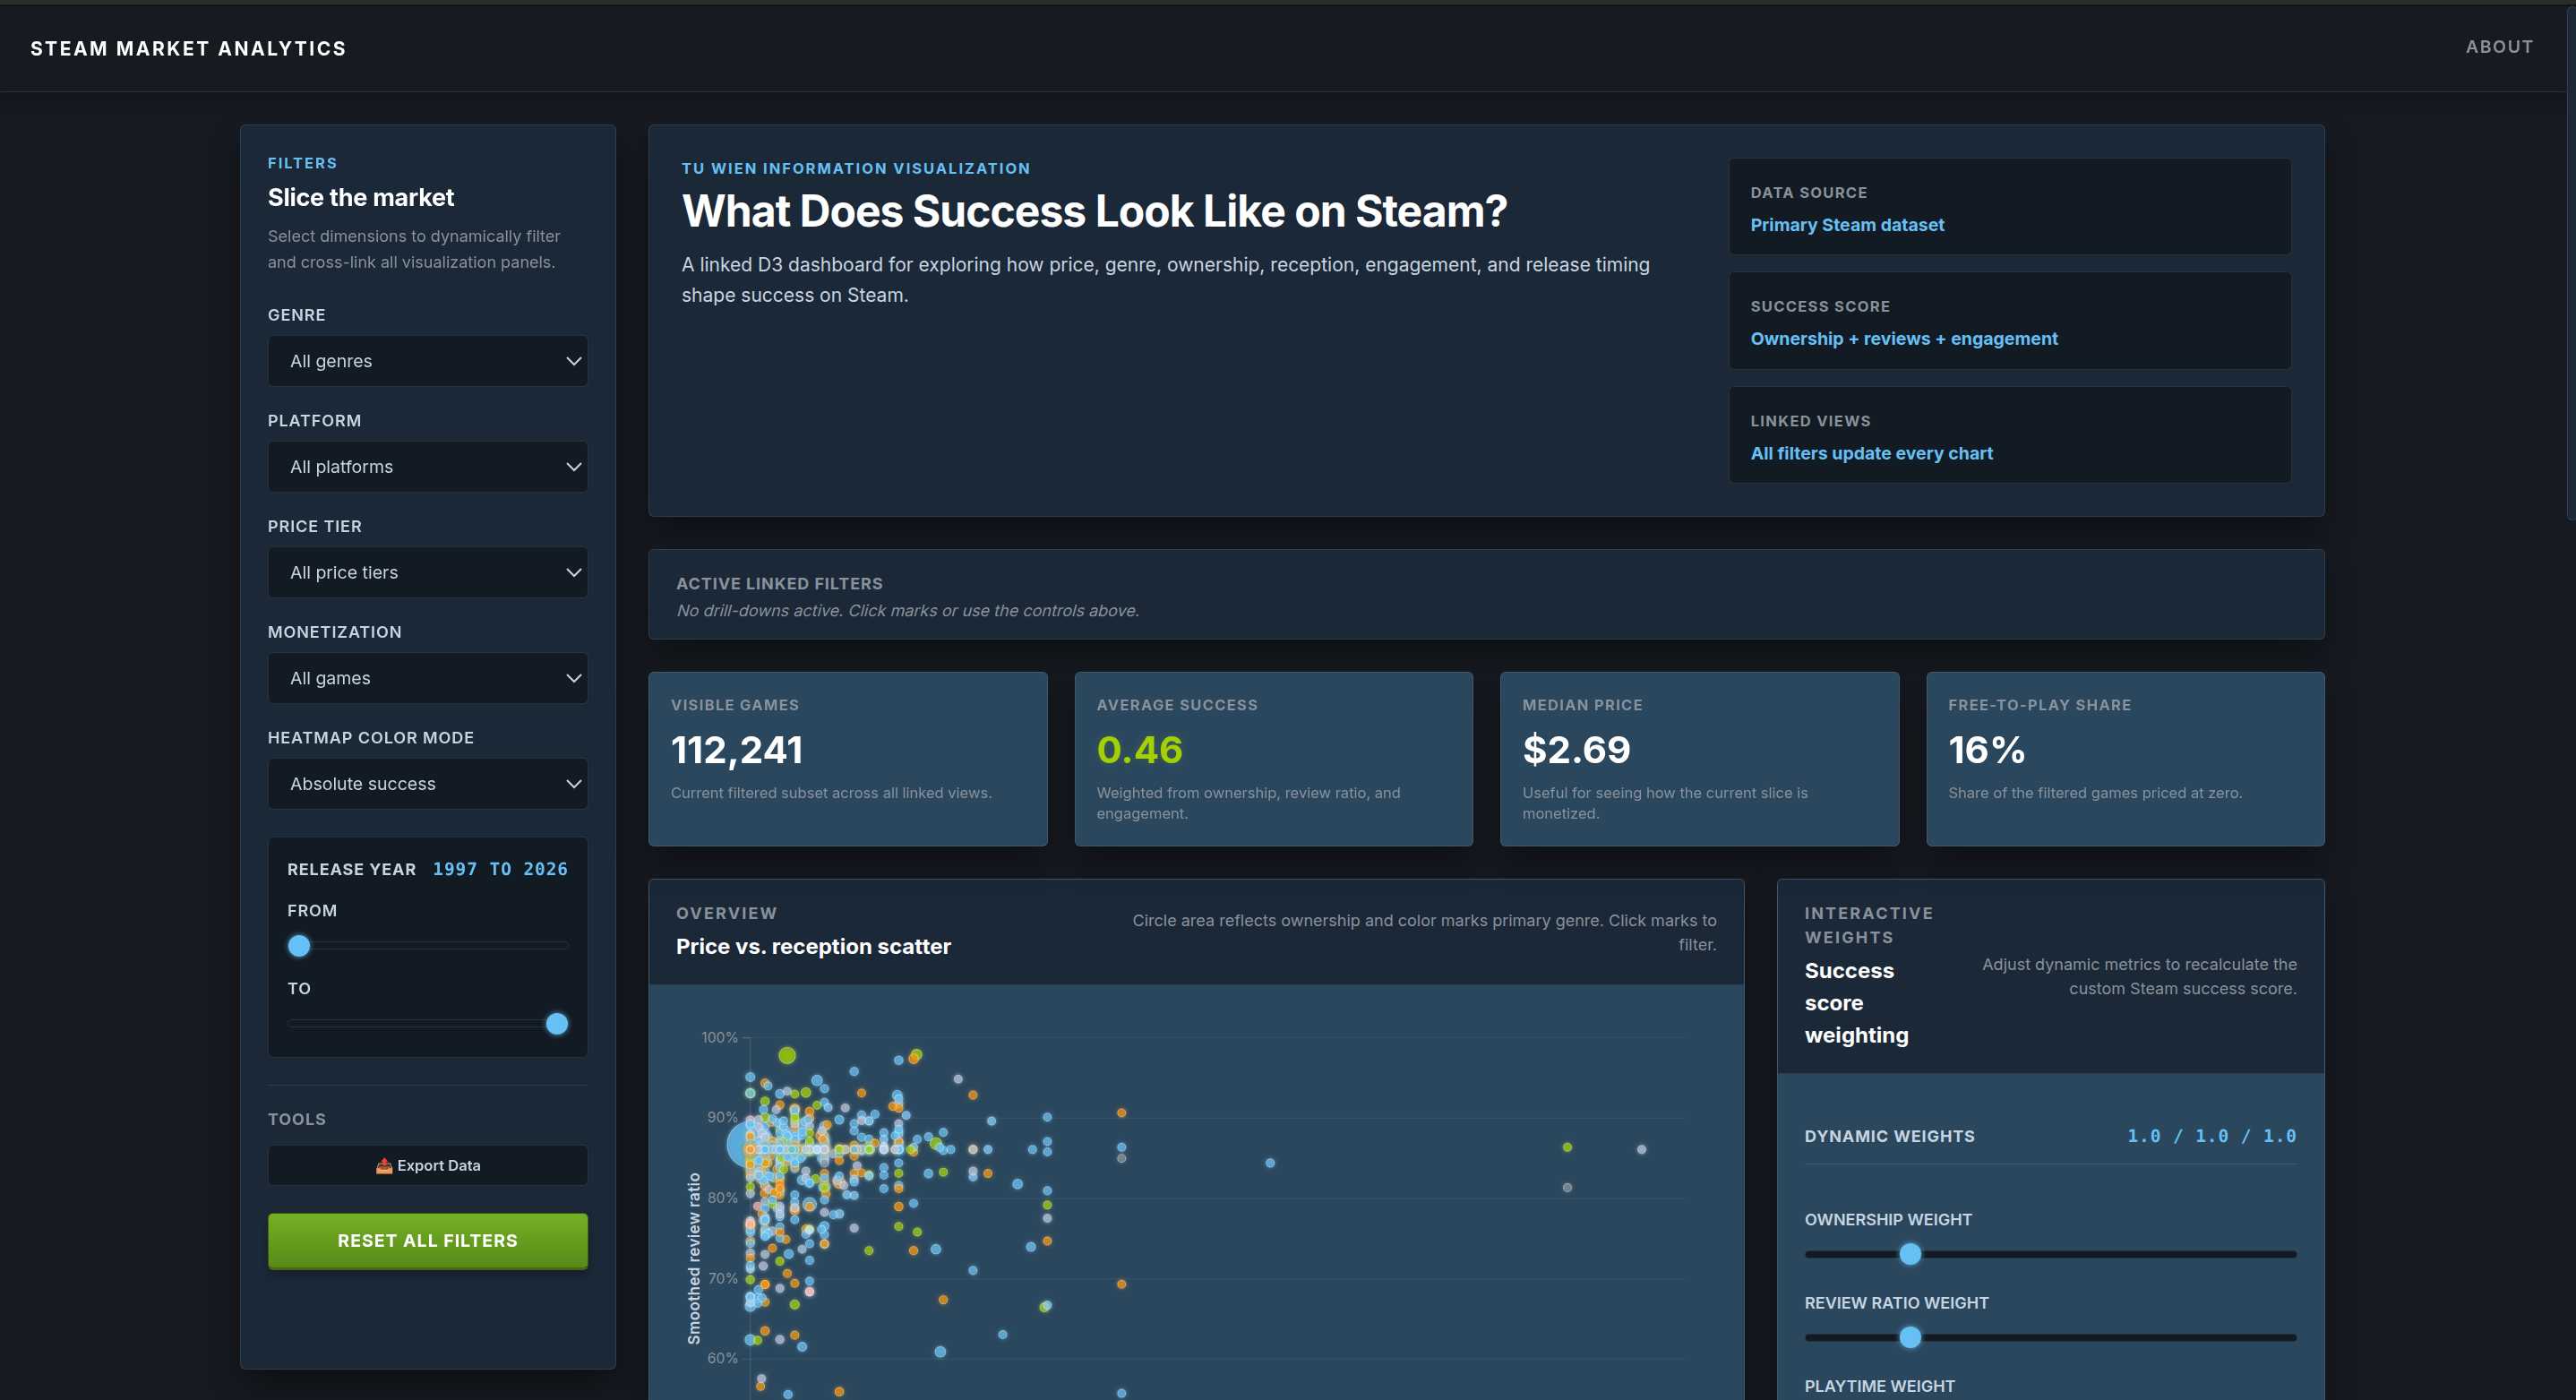 STEAM MARKET ANALYTICS
ABOUT
FILTERS
Slice the market
Select dimensions to dynamically filter
and cross-link all visualization panels.
GENRE
All genres
PLATFORM
All platforms
PRICE TIER
All price tiers
MONETIZATION
All games
HEATMAP COLOR MODE
Absolute success
RELEASE YEAR 1997 TO 2026
FROM
TO
TOOLS
📤 Export Data
RESET ALL FILTERS
TU WIEN INFORMATION VISUALIZATION
What Does Success Look Like on Steam?
A linked D3 dashboard for exploring how price, genre, ownership, reception, engagement, and release timing
shape success on Steam.
DATA SOURCE
Primary Steam dataset
SUCCESS SCORE
Ownership + reviews + engagement
LINKED VIEWS
All filters update every chart
ACTIVE LINKED FILTERS
No drill-downs active. Click marks or use the controls above.
VISIBLE GAMES
112,241
Current filtered subset across all linked views.
AVERAGE SUCCESS
0.46
Weighted from ownership, review ratio, and
engagement.
MEDIAN PRICE
$2.69
Useful for seeing how the current slice is
monetized.
FREE-TO-PLAY SHARE
16%
Share of the filtered games priced at zero.
OVERVIEW
Price vs. reception scatter
Circle area reflects ownership and color marks primary genre. Click marks to
filter.
100%
90%
80%
70%
60%
Smoothed review ratio
INTERACTIVE
WEIGHTS
Success
score
weighting
Adjust dynamic metrics to recalculate the
custom Steam success score.
DYNAMIC WEIGHTS 1.0 / 1.0 / 1.0
OWNERSHIP WEIGHT
REVIEW RATIO WEIGHT
PLAYTIME WEIGHT